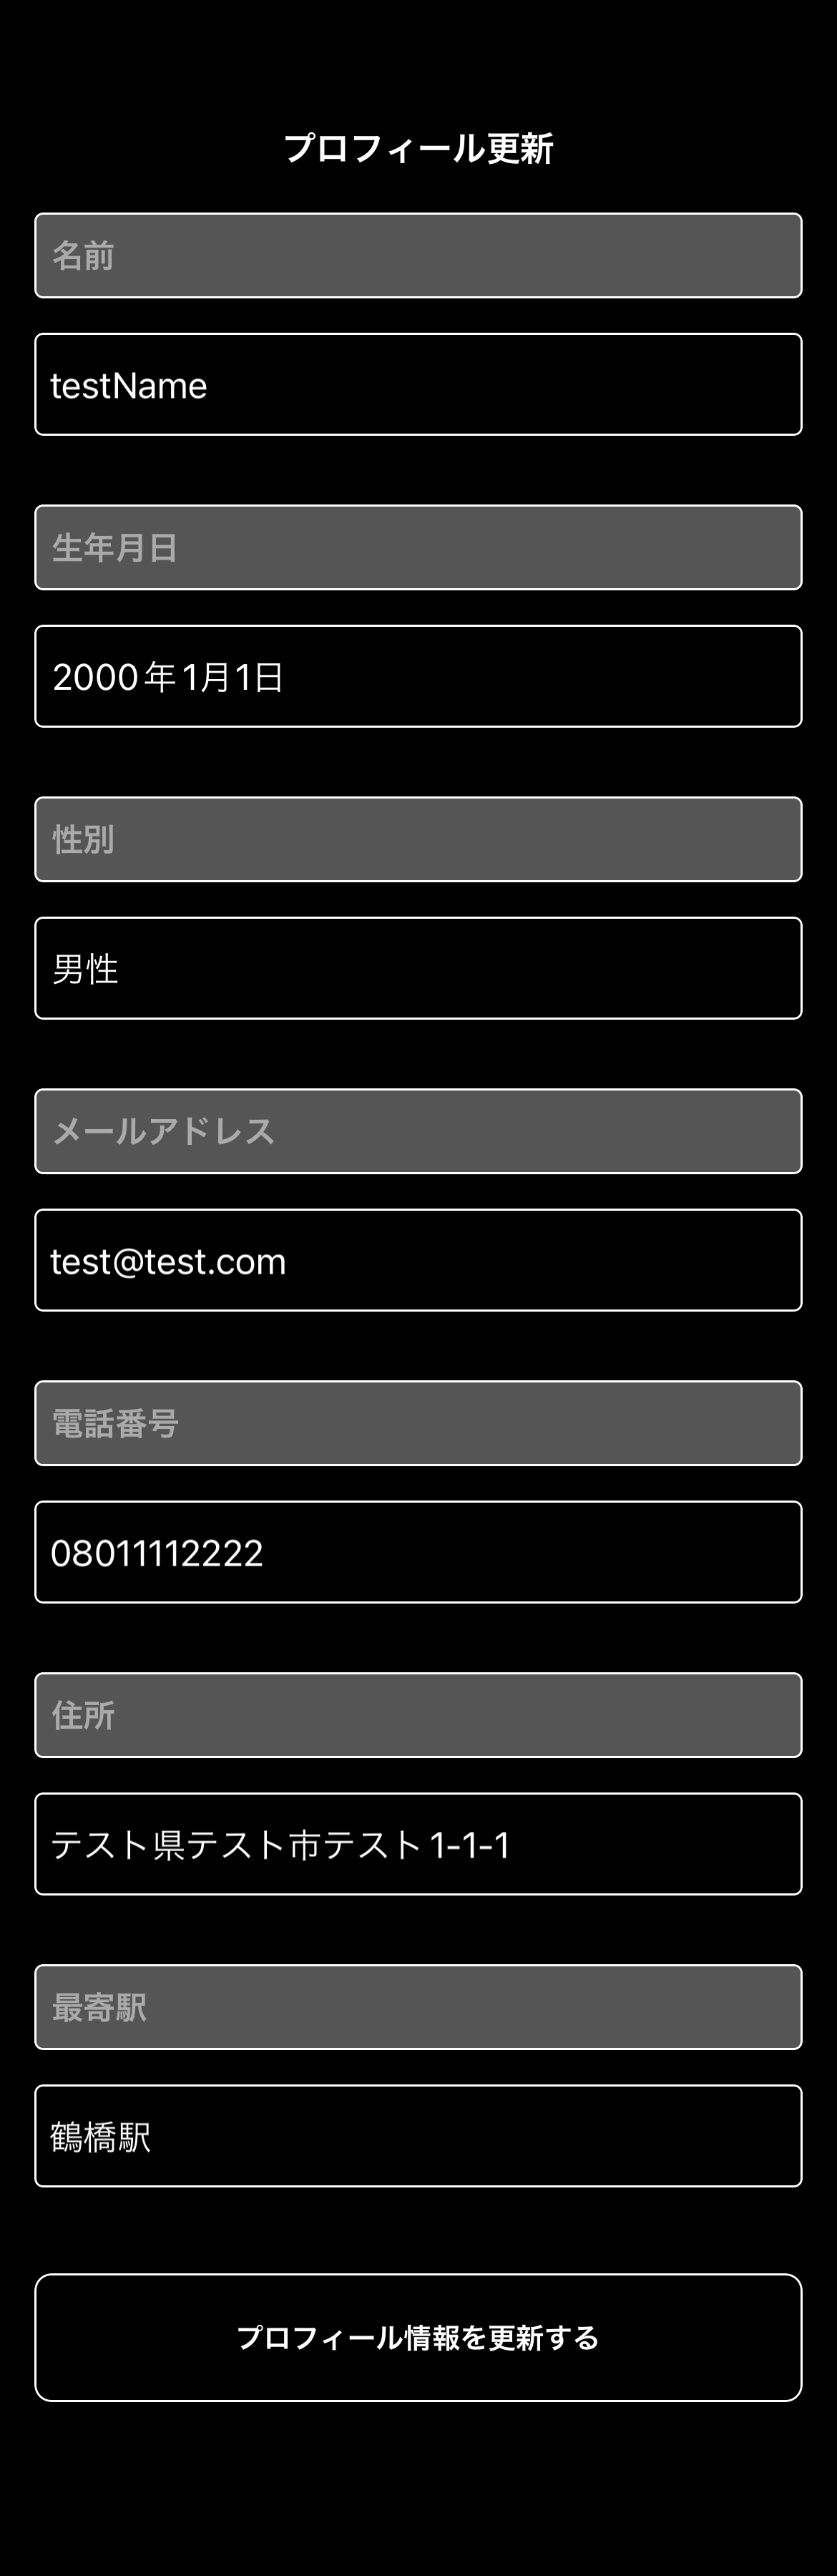 プロフィール更新
名前
testName
生年月日
2000年1月1日
性別
男性
メールアドレス
test@test.com
電話番号
08011112222
住所
テスト県テスト市テスト1-1-1
最寄駅
鶴橋駅
プロフィール情報を更新する